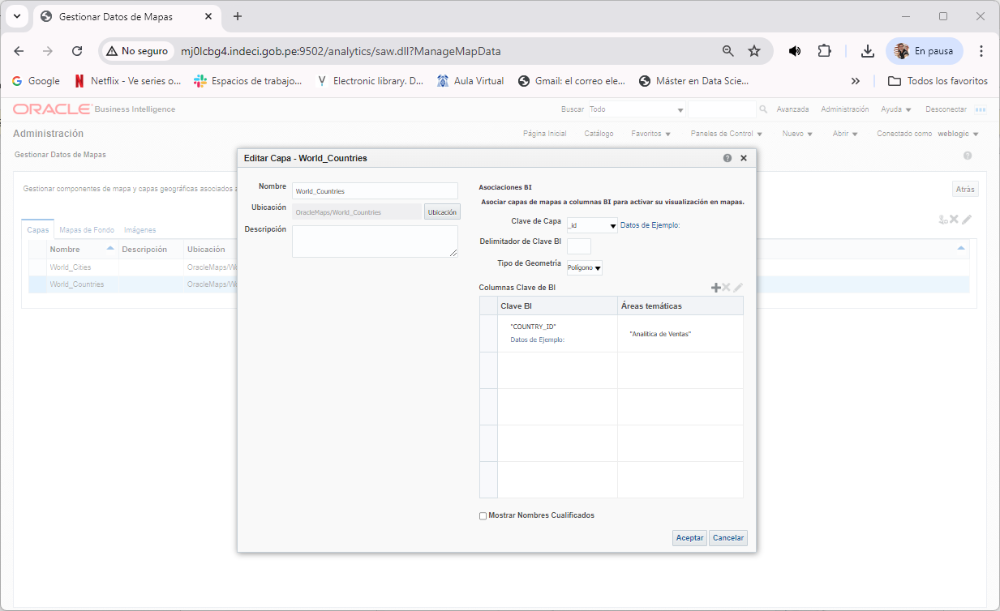 Gestionar Datos de Mapas
No seguro
mj0lcbg4.indeci.gob.pe:9502/analytics/saw.dll?ManageMapData
En pausa
Google
Netflix - Ve series o...
Espacios de trabajo...
Electronic library. D...
Aula Virtual
Gmail: el correo ele...
Máster en Data Scie...
Todos los favoritos
ORACLE Business Intelligence
Buscar Todo
Avanzada
Administración
Ayuda
Desconectar
Administración
Página Inicial
Catálogo
Favoritos
Paneles de Control
Nuevo
Abrir
Conectado como weblogic
Gestionar Datos de Mapas
Gestionar componentes de mapa y capas geográficas asociados a
Atrás
Capas
Mapas de Fondo
Imágenes
Nombre
Descripción
Ubicación
World_Cities
OracleMaps/Wo
World_Countries
OracleMaps/Wo
Editar Capa - World_Countries
Nombre
World_Countries
Ubicación
OracleMaps/World_Countries
Ubicación
Descripción
Asociaciones BI
Asociar capas de mapas a columnas BI para activar su visualización en mapas.
Clave de Capa
_id
Datos de Ejemplo:
Delimitador de Clave BI
Tipo de Geometría
Polígono
Columnas Clave de BI
Clave BI
Áreas temáticas
"COUNTRY_ID"
Datos de Ejemplo:
"Analitica de Ventas"
Mostrar Nombres Cualificados
Aceptar
Cancelar